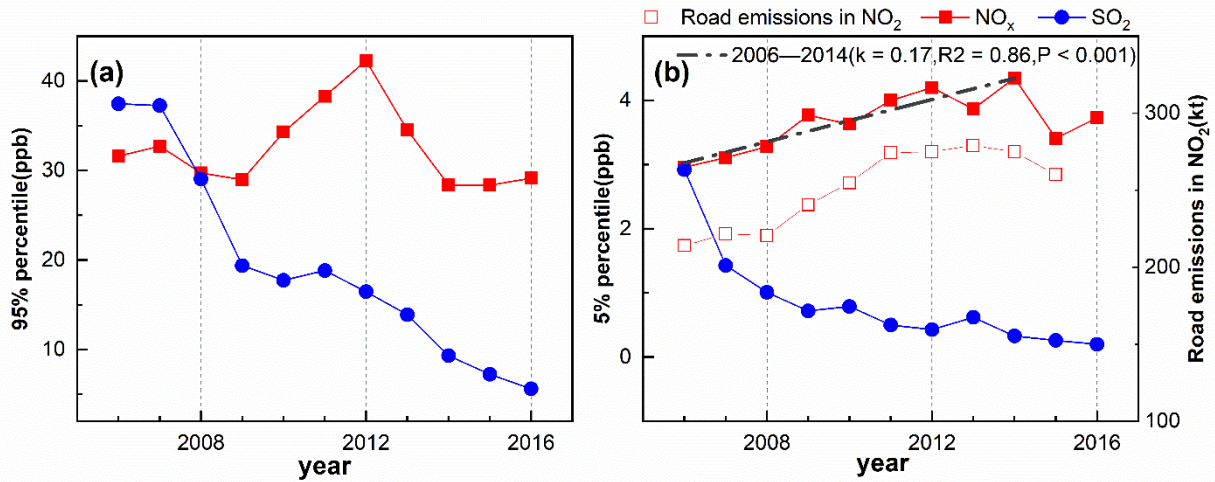 Road emissions in NO₂ NOₓ SO₂
(a)
40
30
20
10
95% percentile(ppb)
2008 2012 2016
year
(b)
2006—2014(k = 0.17,R2 = 0.86,P < 0.001)
4
3
2
1
0
5% percentile(ppb)
300
200
100
Road emissions in NO₂(kt)
2008 2012 2016
year